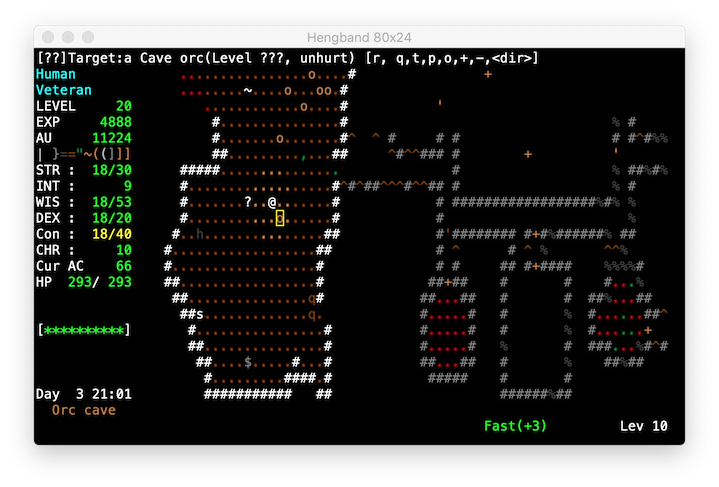 Hengband 80x24
[??]Target:a Cave orc(Level ???, unhurt) [r, q,t,p,o,+,-,<dir>]
Human
Veteran
LEVEL 20
EXP 4888
AU 11224
| }=="~((]]]
STR : 18/30
INT : 9
WIS : 18/53
DEX : 18/20
Con : 18/40
CHR : 10
Cur AC 66
HP 293/ 293
[**********]
Day 3 21:01
Orc cave
Fast(+3) Lev 10